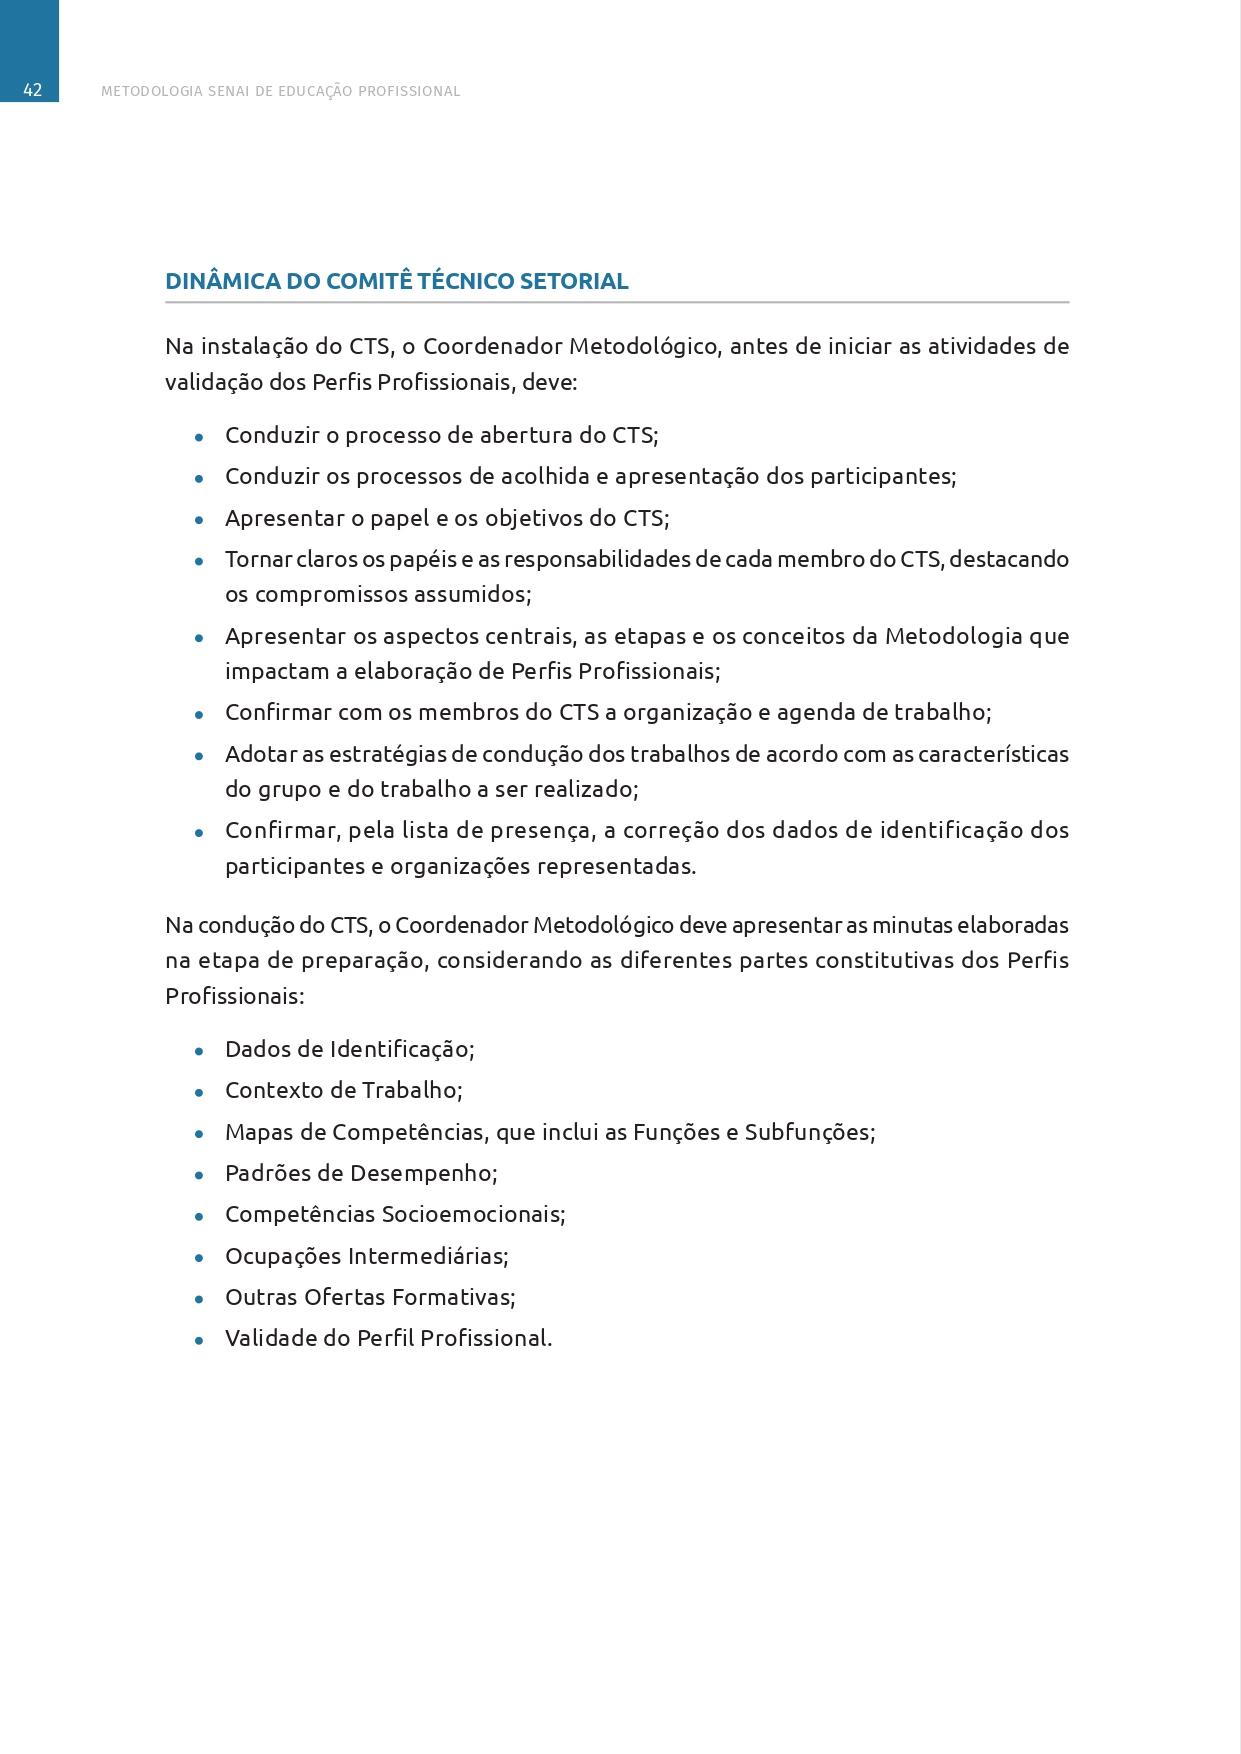 42
METODOLOGIA SENAI DE EDUCAÇÃO PROFISSIONAL
DINÂMICA DO COMITÊ TÉCNICO SETORIAL
Na instalação do CTS, o Coordenador Metodológico, antes de iniciar as atividades de
validação dos Perfis Profissionais, deve:
• Conduzir o processo de abertura do CTS;
• Conduzir os processos de acolhida e apresentação dos participantes;
• Apresentar o papel e os objetivos do CTS;
• Tornar claros os papéis e as responsabilidades de cada membro do CTS, destacando
os compromissos assumidos;
• Apresentar os aspectos centrais, as etapas e os conceitos da Metodologia que
impactam a elaboração de Perfis Profissionais;
• Confirmar com os membros do CTS a organização e agenda de trabalho;
• Adotar as estratégias de condução dos trabalhos de acordo com as características
do grupo e do trabalho a ser realizado;
• Confirmar, pela lista de presença, a correção dos dados de identificação dos
participantes e organizações representadas.
Na condução do CTS, o Coordenador Metodológico deve apresentar as minutas elaboradas
na etapa de preparação, considerando as diferentes partes constitutivas dos Perfis
Profissionais:
• Dados de Identificação;
• Contexto de Trabalho;
• Mapas de Competências, que inclui as Funções e Subfunções;
• Padrões de Desempenho;
• Competências Socioemocionais;
• Ocupações Intermediárias;
• Outras Ofertas Formativas;
• Validade do Perfil Profissional.